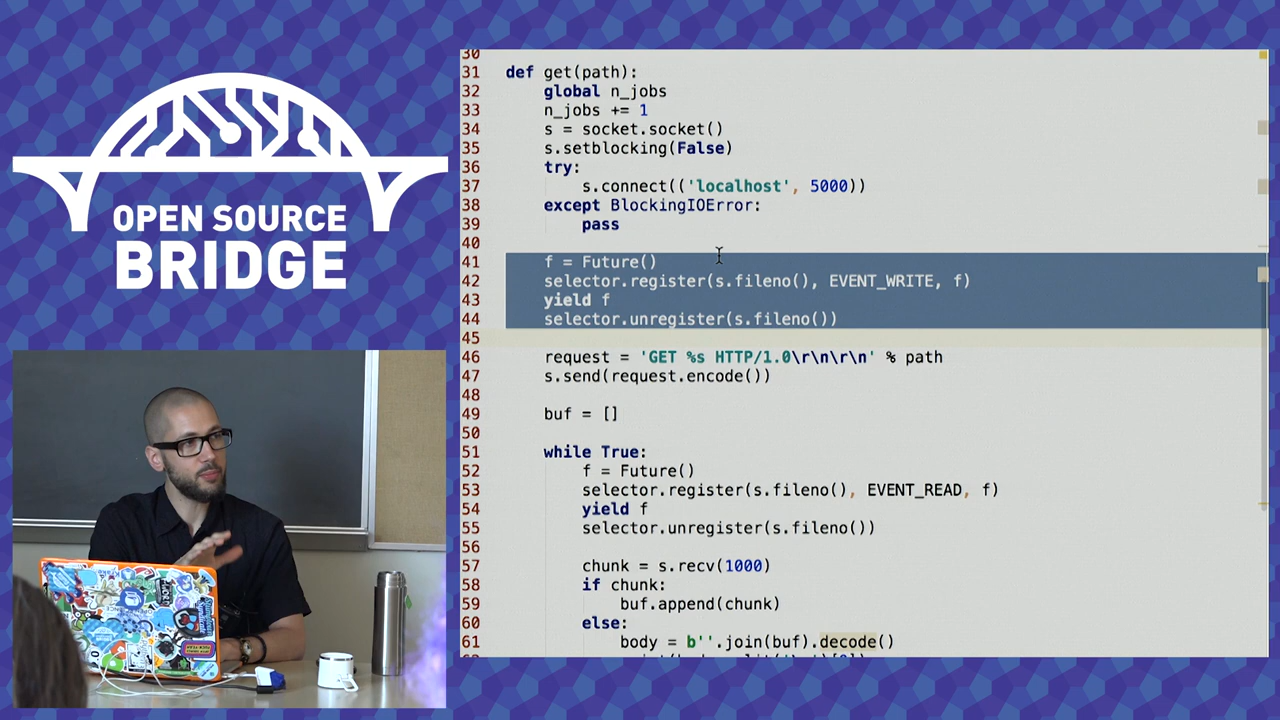 OPEN SOURCE
BRIDGE
30
31 def get(path):
32 global n_jobs
33 n_jobs += 1
34 s = socket.socket()
35 s.setblocking(False)
36 try:
37 s.connect(('localhost', 5000))
38 except BlockingIOError:
39 pass
40
41 f = Future()
42 selector.register(s.fileno(), EVENT_WRITE, f)
43 yield f
44 selector.unregister(s.fileno())
45
46 request = 'GET %s HTTP/1.0\r\n\r\n' % path
47 s.send(request.encode())
48
49 buf = []
50
51 while True:
52 f = Future()
53 selector.register(s.fileno(), EVENT_READ, f)
54 yield f
55 selector.unregister(s.fileno())
56
57 chunk = s.recv(1000)
58 if chunk:
59 buf.append(chunk)
60 else:
61 body = b''.join(buf).decode()